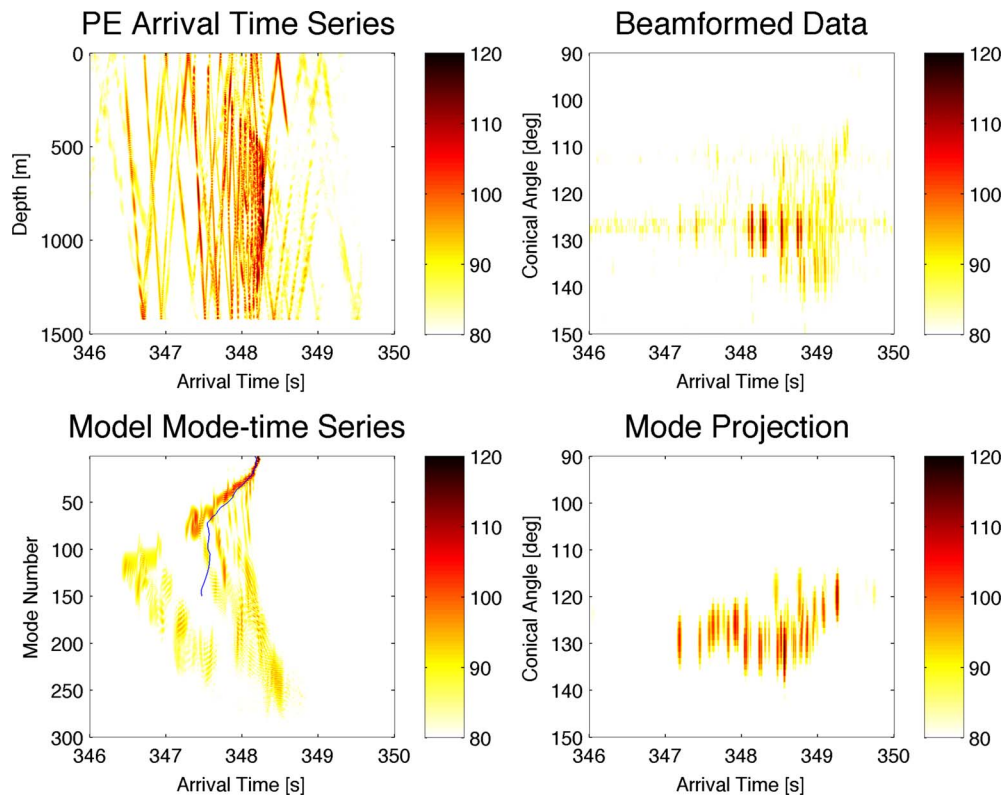 PE Arrival Time Series
0
500
1000
1500
Depth [m]
346 347 348 349 350
Arrival Time [s]
120
110
100
90
80
Beamformed Data
90
100
110
120
130
140
150
Conical Angle [deg]
346 347 348 349 350
Arrival Time [s]
120
110
100
90
80
Model Mode-time Series
50
100
150
200
250
300
Mode Number
346 347 348 349 350
Arrival Time [s]
120
110
100
90
80
Mode Projection
90
100
110
120
130
140
150
Conical Angle [deg]
346 347 348 349 350
Arrival Time [s]
120
110
100
90
80